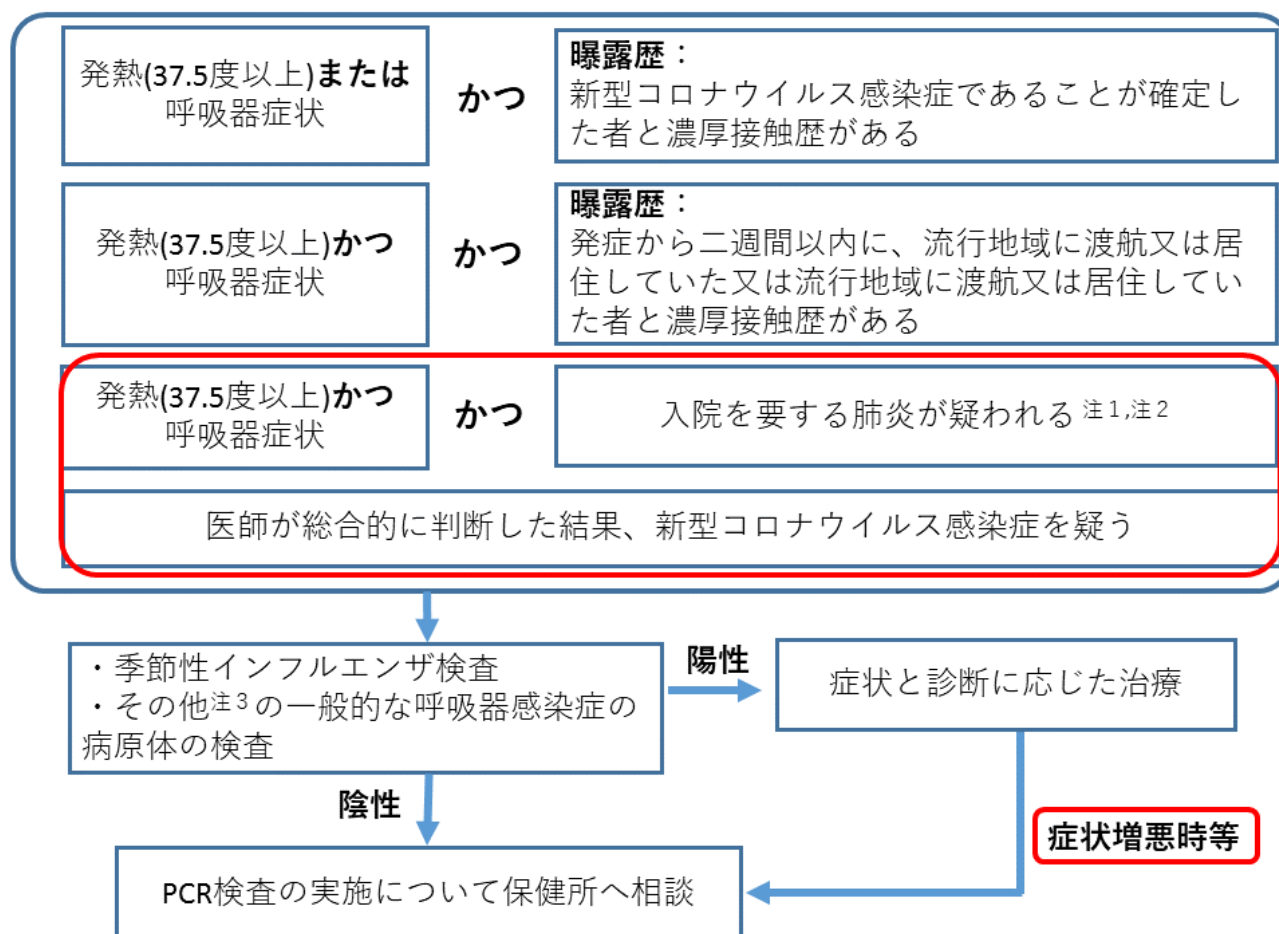 発熱(37.5度以上)または
呼吸器症状
かつ
曝露歴：
新型コロナウイルス感染症であることが確定し
た者と濃厚接触歴がある
発熱(37.5度以上)かつ
呼吸器症状
かつ
曝露歴：
発症から二週間以内に、流行地域に渡航又は居
住していた又は流行地域に渡航又は居住してい
た者と濃厚接触歴がある
発熱(37.5度以上)かつ
呼吸器症状
かつ
入院を要する肺炎が疑われる 注1,注2
医師が総合的に判断した結果、新型コロナウイルス感染症を疑う
・季節性インフルエンザ検査
・その他注3の一般的な呼吸器感染症の
病原体の検査
陽性
症状と診断に応じた治療
陰性
症状増悪時等
PCR検査の実施について保健所へ相談